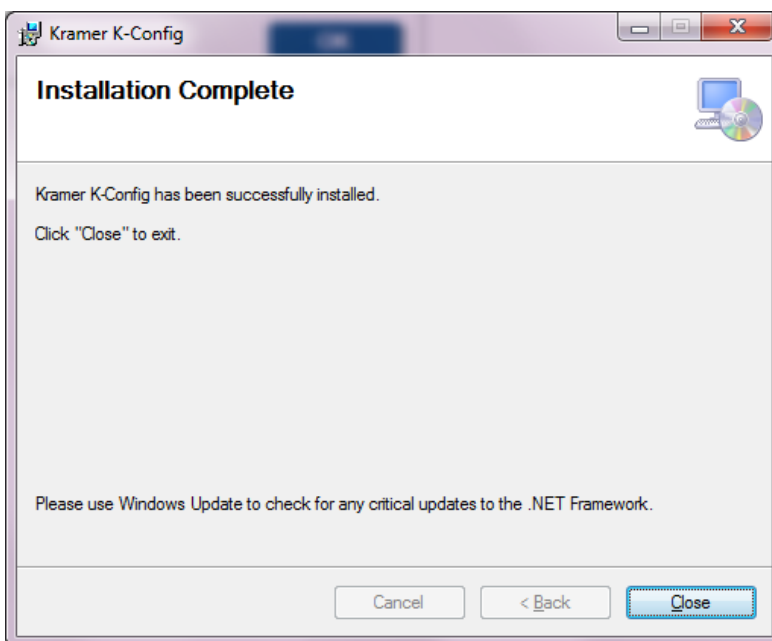 Kramer K-Config
Installation Complete
Kramer K-Config has been successfully installed.
Click "Close" to exit.
Please use Windows Update to check for any critical updates to the .NET Framework.
Cancel
< Back
Close